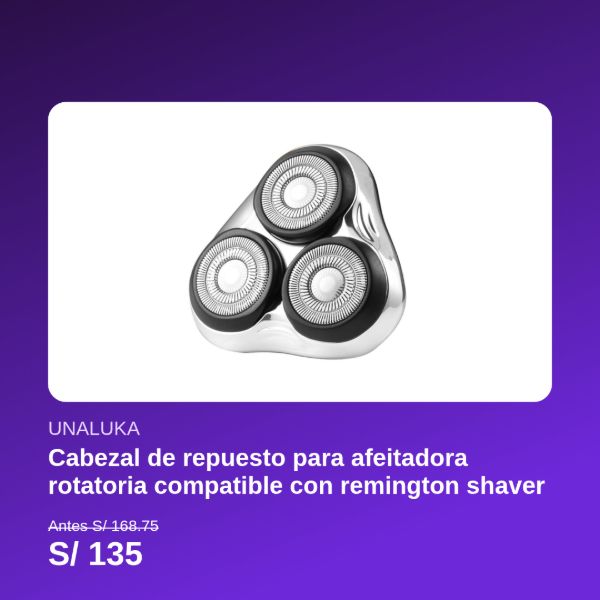 UNALUKA
Cabezal de repuesto para afeitadora
rotatoria compatible con remington shaver
Antes S/ 168.75
S/ 135